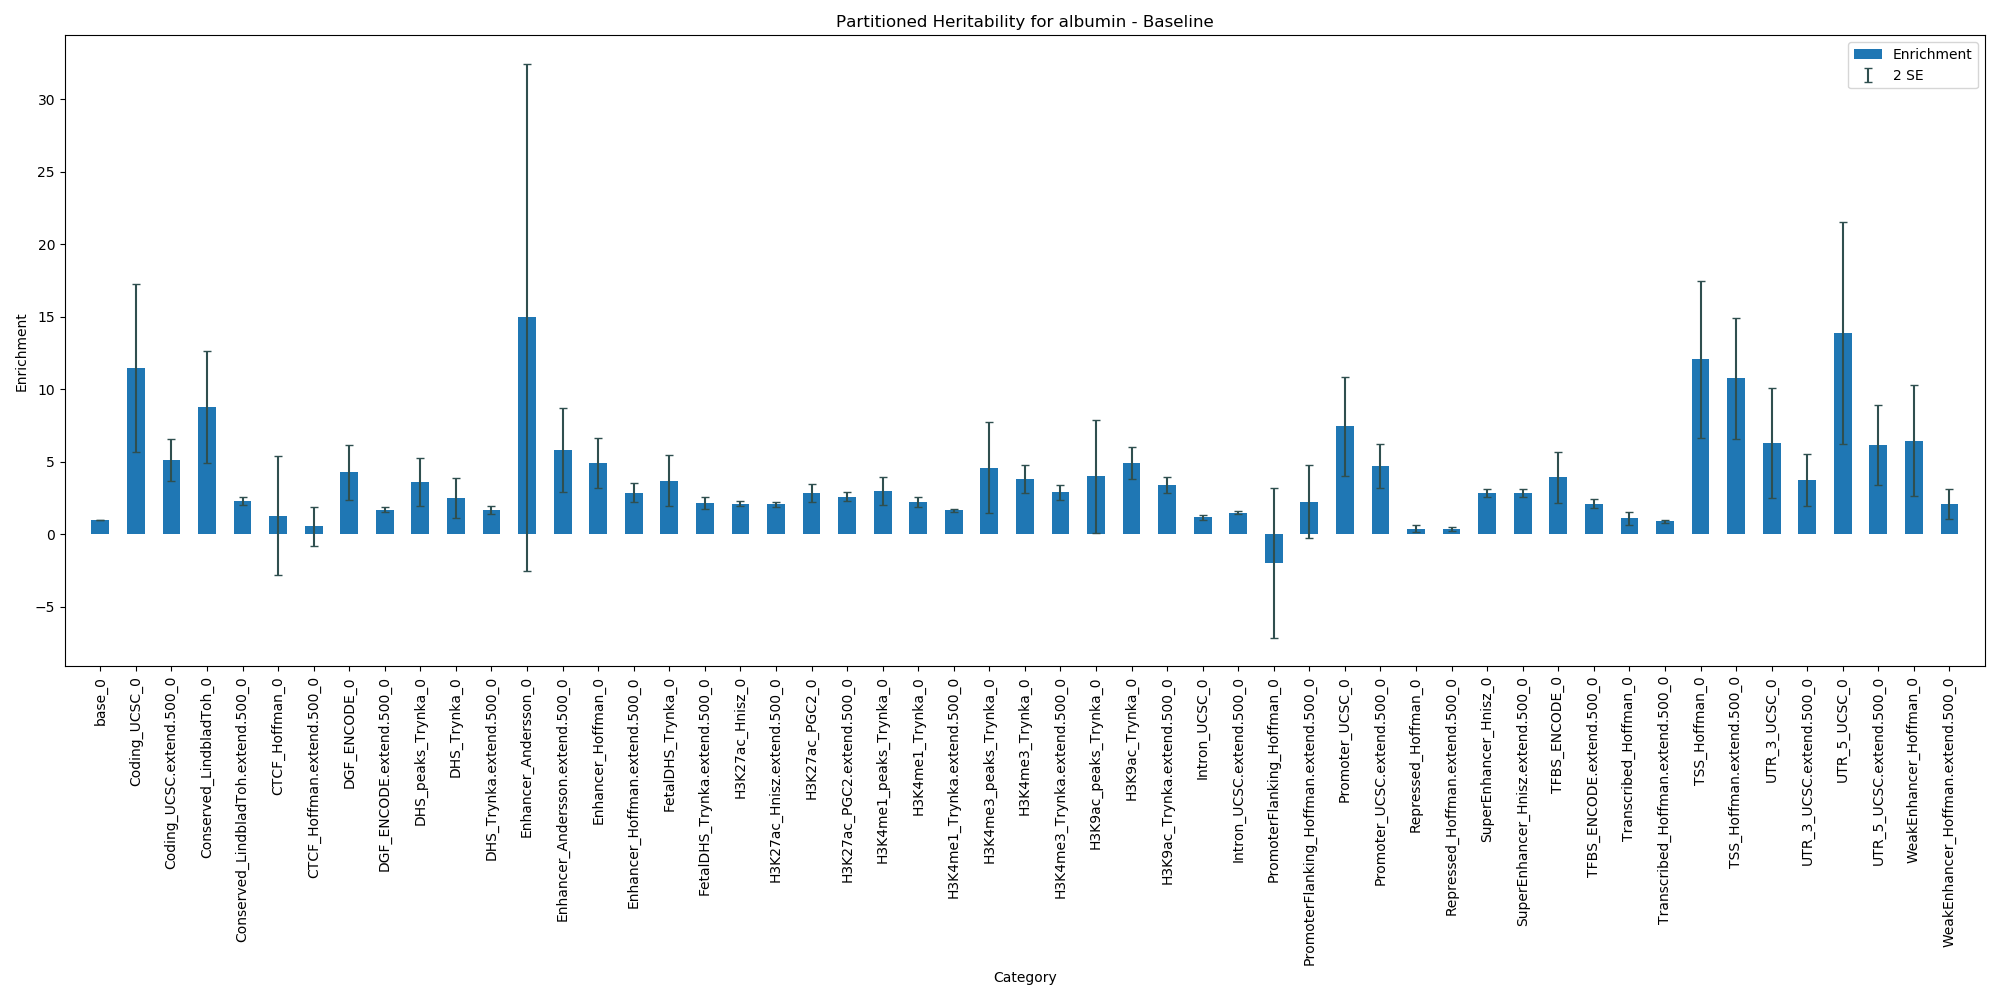 Partitioned Heritability for albumin - Baseline
Enrichment
2 SE
Enrichment
30
25
20
15
10
5
0
−5
base_0
Coding_UCSC_0
Coding_UCSC.extend.500_0
Conserved_LindbladToh_0
Conserved_LindbladToh.extend.500_0
CTCF_Hoffman_0
CTCF_Hoffman.extend.500_0
DGF_ENCODE_0
DGF_ENCODE.extend.500_0
DHS_peaks_Trynka_0
DHS_Trynka_0
DHS_Trynka.extend.500_0
Enhancer_Andersson_0
Enhancer_Andersson.extend.500_0
Enhancer_Hoffman_0
Enhancer_Hoffman.extend.500_0
FetalDHS_Trynka_0
FetalDHS_Trynka.extend.500_0
H3K27ac_Hnisz_0
H3K27ac_Hnisz.extend.500_0
H3K27ac_PGC2_0
H3K27ac_PGC2.extend.500_0
H3K4me1_peaks_Trynka_0
H3K4me1_Trynka_0
H3K4me1_Trynka.extend.500_0
H3K4me3_peaks_Trynka_0
H3K4me3_Trynka_0
H3K4me3_Trynka.extend.500_0
H3K9ac_peaks_Trynka_0
H3K9ac_Trynka_0
H3K9ac_Trynka.extend.500_0
Intron_UCSC_0
Intron_UCSC.extend.500_0
PromoterFlanking_Hoffman_0
PromoterFlanking_Hoffman.extend.500_0
Promoter_UCSC_0
Promoter_UCSC.extend.500_0
Repressed_Hoffman_0
Repressed_Hoffman.extend.500_0
SuperEnhancer_Hnisz_0
SuperEnhancer_Hnisz.extend.500_0
TFBS_ENCODE_0
TFBS_ENCODE.extend.500_0
Transcribed_Hoffman_0
Transcribed_Hoffman.extend.500_0
TSS_Hoffman_0
TSS_Hoffman.extend.500_0
UTR_3_UCSC_0
UTR_3_UCSC.extend.500_0
UTR_5_UCSC_0
UTR_5_UCSC.extend.500_0
WeakEnhancer_Hoffman_0
WeakEnhancer_Hoffman.extend.500_0
Category